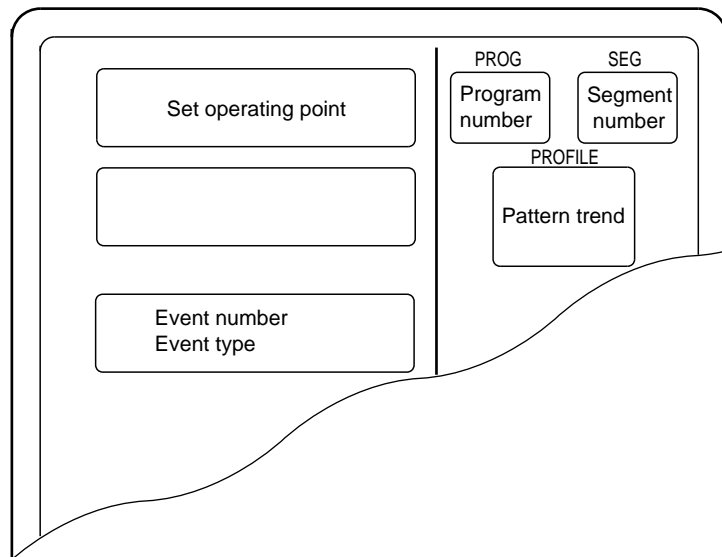 PROG
SEG
Set operating point
Program
number
Segment
number
PROFILE
Pattern trend
Event number
Event type